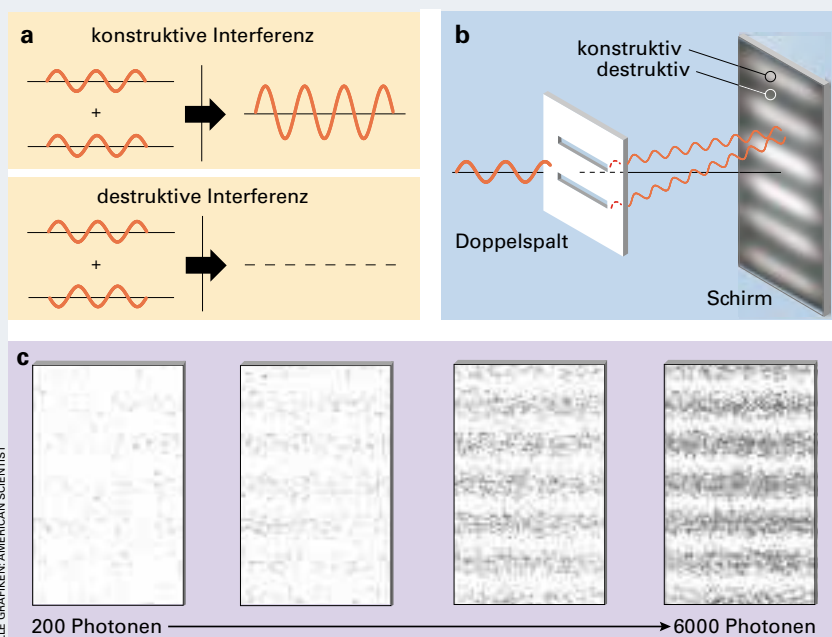 a
konstruktive Interferenz
+
destruktive Interferenz
+
b
konstruktiv
destruktiv
Doppelspalt
Schirm
c
200 Photonen
6000 Photonen
GRAFIKEN: AMERICAN SCIENTIST